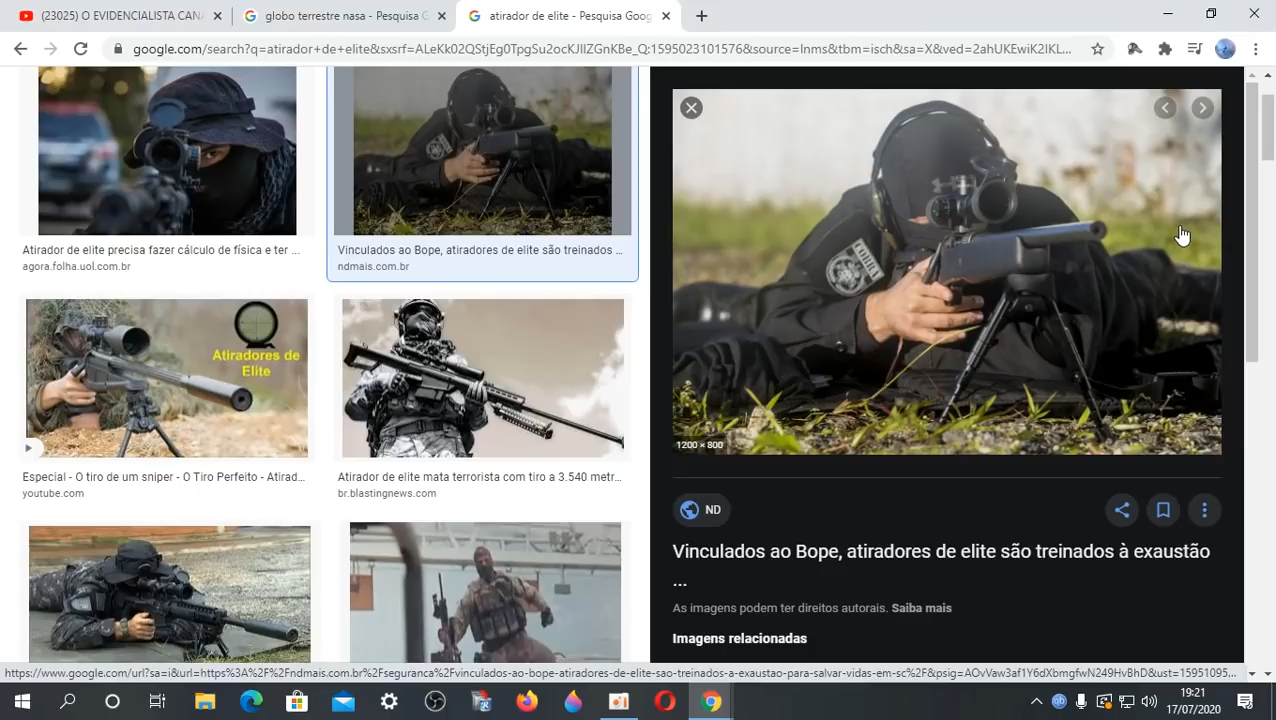 (23025) O EVIDENCIALISTA CANA
globo terrestre nasa - Pesquisa G
atirador de elite - Pesquisa Goog
google.com/search?q=atirador+de+elite&sxsrf=ALeKk02QStjEg0TpgSu2ocKJlIZGnKBe_Q:1595023101576&source=lnms&tbm=isch&sa=X&ved=2ahUKEwiK2IKL...
Atirador de elite precisa fazer cálculo de física e ter ...
agora.folha.uol.com.br
Vinculados ao Bope, atiradores de elite são treinados ...
ndmais.com.br
Atiradores de
Elite
Especial - O tiro de um sniper - O Tiro Perfeito - Atirad...
youtube.com
Atirador de elite mata terrorista com tiro a 3.540 metr...
br.blastingnews.com
COBRA
1200 × 800
ND
Vinculados ao Bope, atiradores de elite são treinados à exaustão
...
As imagens podem ter direitos autorais. Saiba mais
Imagens relacionadas
https://www.google.com/url?sa=i&url=https%3A%2F%2Fndmais.com.br%2Fseguranca%2Fvinculados-ao-bope-atiradores-de-elite-sao-treinados-a-exaustao-para-salvar-vidas-em-sc%2F&psig=AOvVaw3af1Y6dXbmgfwN249HvBhD&ust=15951095...
19:21
17/07/2020